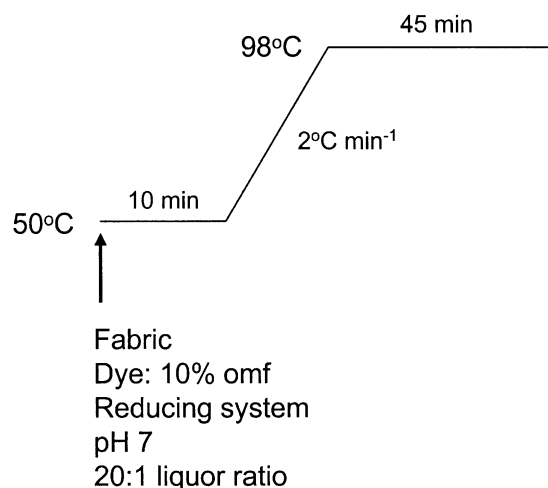 45 min
98°C
2°C min⁻¹
10 min
50°C
Fabric
Dye: 10% omf
Reducing system
pH 7
20:1 liquor ratio